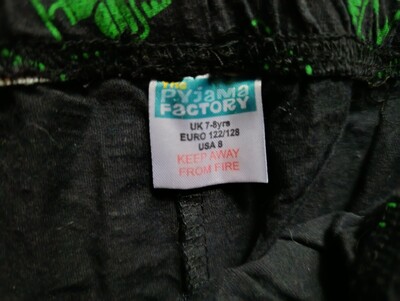 THE
PYJAMA
FACTORY
UK 7-8yrs
EURO 122/128
USA 8
KEEP AWAY
FROM FIRE